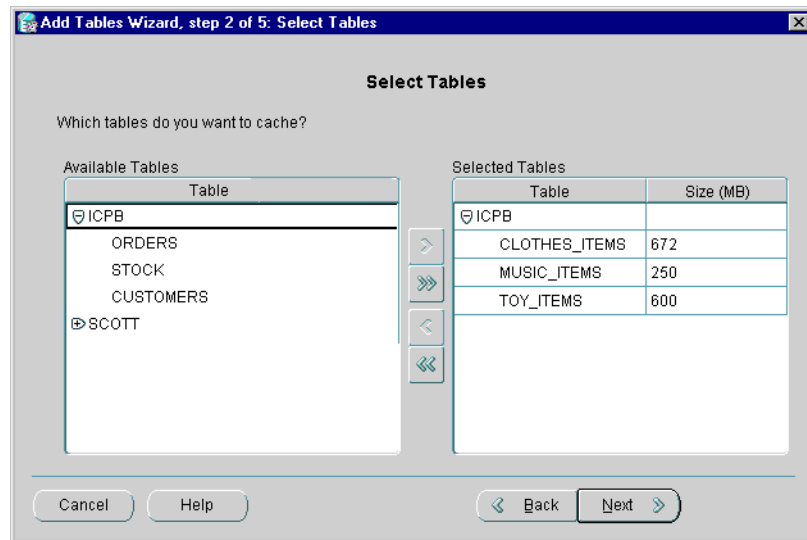 Add Tables Wizard, step 2 of 5: Select Tables
Select Tables
Which tables do you want to cache?
Available Tables
Table
ICPB
ORDERS
STOCK
CUSTOMERS
SCOTT
Selected Tables
Table Size (MB)
ICPB
CLOTHES_ITEMS 672
MUSIC_ITEMS 250
TOY_ITEMS 600
Cancel Help Back Next